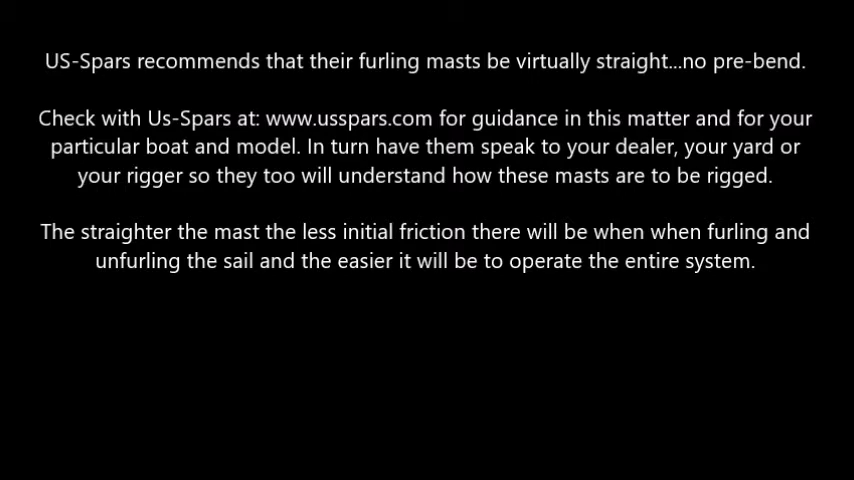 US-Spars recommends that their furling masts be virtually straight...no pre-bend.
Check with Us-Spars at: www.usspars.com for guidance in this matter and for your
particular boat and model. In turn have them speak to your dealer, your yard or
your rigger so they too will understand how these masts are to be rigged.
The straighter the mast the less initial friction there will be when when furling and
unfurling the sail and the easier it will be to operate the entire system.